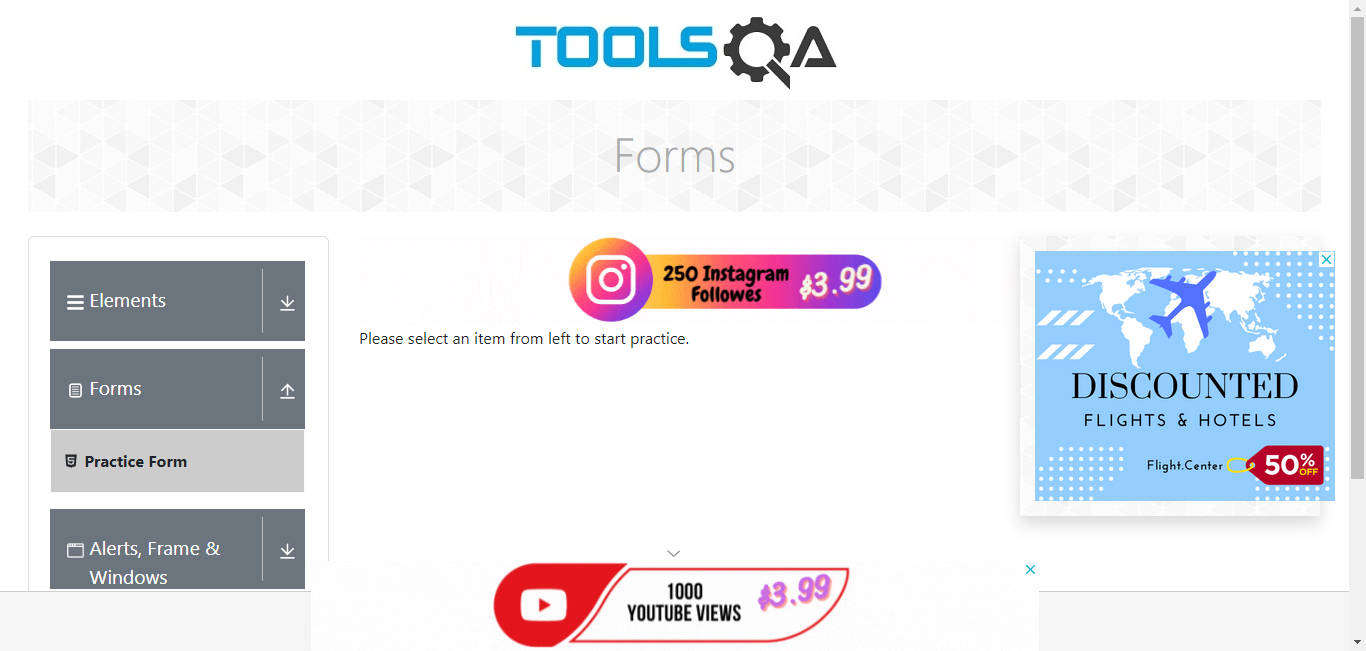 TOOLSQA
Forms
Elements
Forms
Practice Form
Alerts, Frame &
Windows
250 Instagram
Followes
$3.99
Please select an item from left to start practice.
DISCOUNTED
FLIGHTS & HOTELS
Flight.Center
50%
OFF
1000
YOUTUBE VIEWS
$3.99